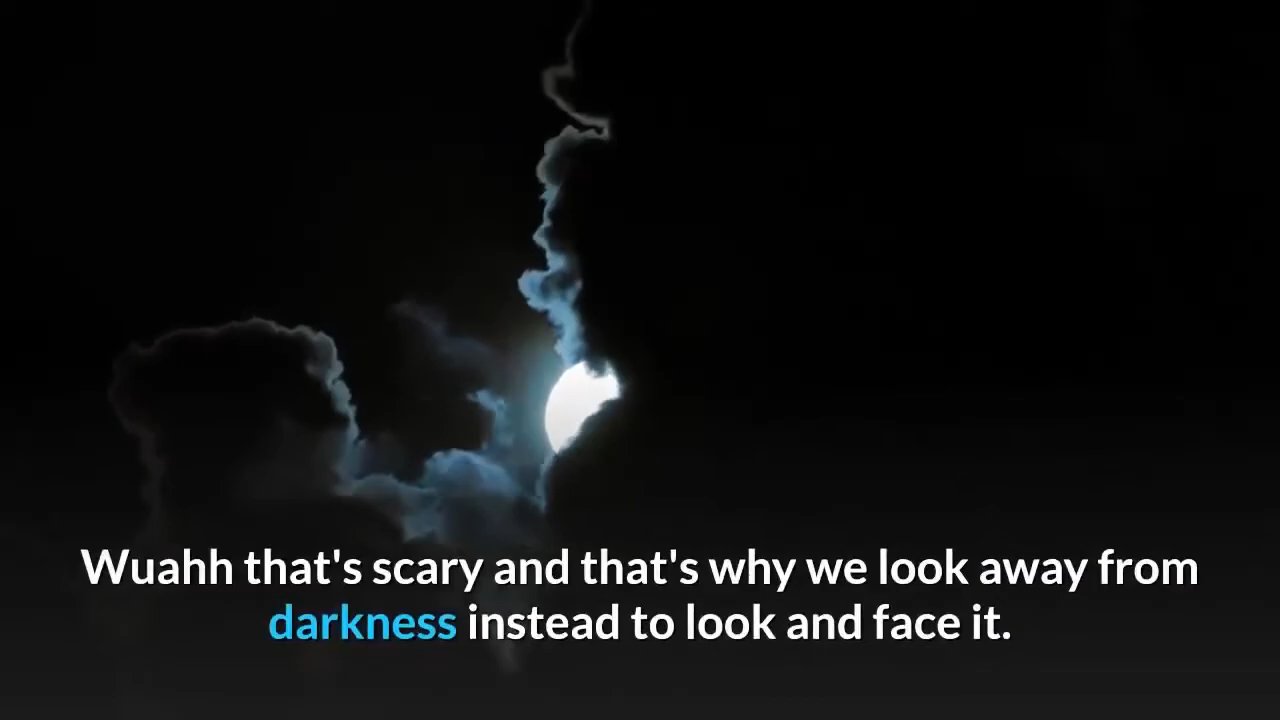 Wuahh that's scary and that's why we look away from
darkness instead to look and face it.